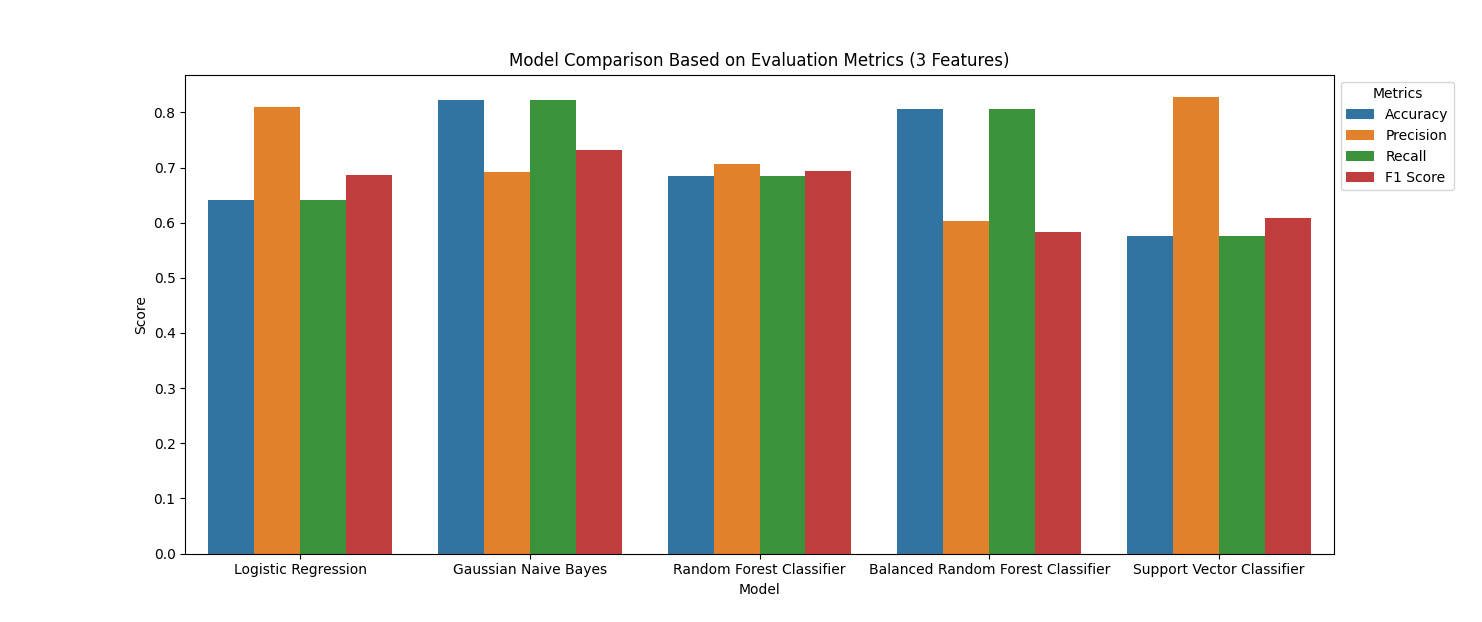 Model Comparison Based on Evaluation Metrics (3 Features)
Metrics
Accuracy
Precision
Recall
F1 Score
Score
0.8
0.7
0.6
0.5
0.4
0.3
0.2
0.1
0.0
Logistic Regression
Gaussian Naive Bayes
Random Forest Classifier
Balanced Random Forest Classifier
Support Vector Classifier
Model